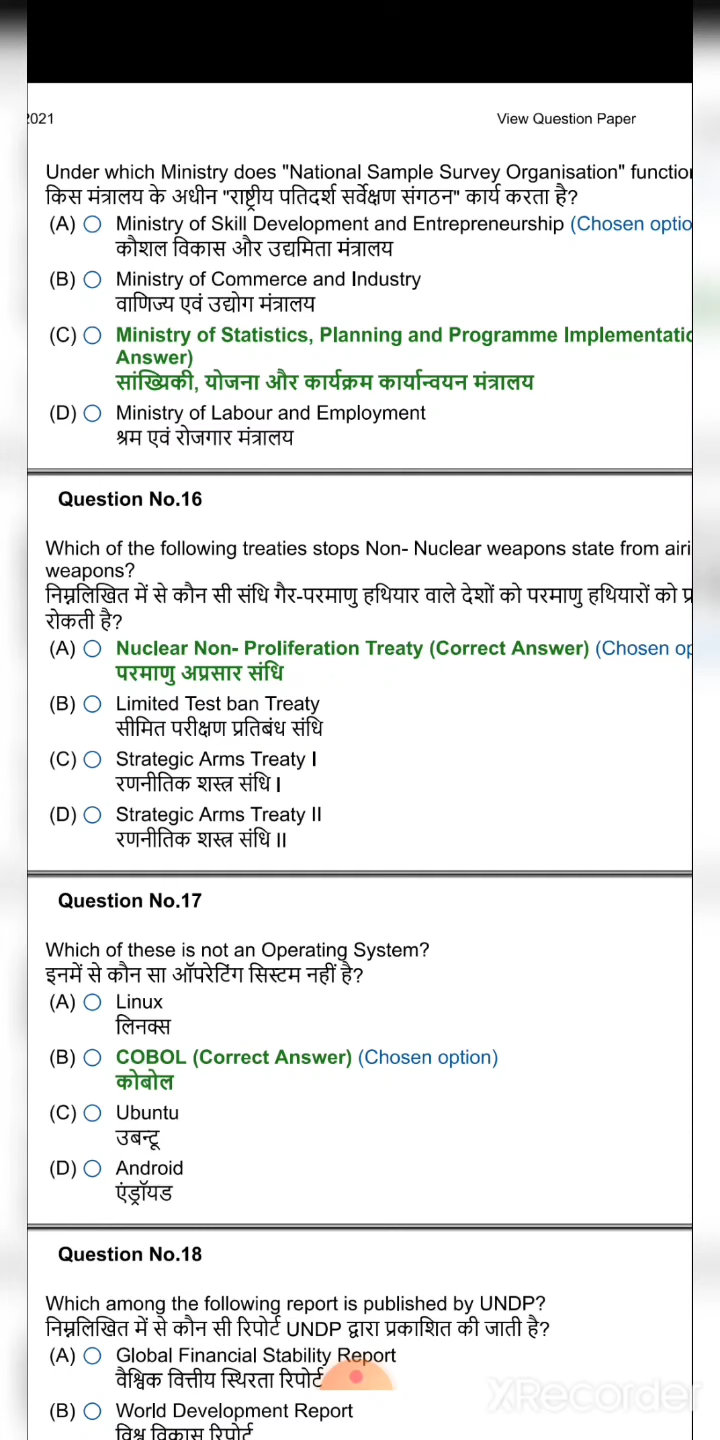 2021
View Question Paper
Under which Ministry does "National Sample Survey Organisation" function
किस मंत्रालय के अधीन "राष्ट्रीय पतिदर्श सर्वेक्षण संगठन" कार्य करता है?
(A) Ministry of Skill Development and Entrepreneurship (Chosen optio
कौशल विकास और उद्यमिता मंत्रालय
(B) Ministry of Commerce and Industry
वाणिज्य एवं उद्योग मंत्रालय
(C) Ministry of Statistics, Planning and Programme Implementatio
Answer)
सांख्यिकी, योजना और कार्यक्रम कार्यान्वयन मंत्रालय
(D) Ministry of Labour and Employment
श्रम एवं रोजगार मंत्रालय
Question No.16
Which of the following treaties stops Non- Nuclear weapons state from airi
weapons?
निम्नलिखित में से कौन सी संधि गैर-परमाणु हथियार वाले देशों को परमाणु हथियारों को प्र
रोकती है?
(A) Nuclear Non- Proliferation Treaty (Correct Answer) (Chosen op
परमाणु अप्रसार संधि
(B) Limited Test ban Treaty
सीमित परीक्षण प्रतिबंध संधि
(C) Strategic Arms Treaty I
रणनीतिक शस्त्र संधि I
(D) Strategic Arms Treaty II
रणनीतिक शस्त्र संधि II
Question No.17
Which of these is not an Operating System?
इनमें से कौन सा ऑपरेटिंग सिस्टम नहीं है?
(A) Linux
लिनक्स
(B) COBOL (Correct Answer) (Chosen option)
कोबोल
(C) Ubuntu
उबन्टू
(D) Android
एंड्रॉयड
Question No.18
Which among the following report is published by UNDP?
निम्नलिखित में से कौन सी रिपोर्ट UNDP द्वारा प्रकाशित की जाती है?
(A) Global Financial Stability Report
वैश्विक वित्तीय स्थिरता रिपोर्ट
(B) World Development Report
विश्व विकास रिपोर्ट
XRecorder